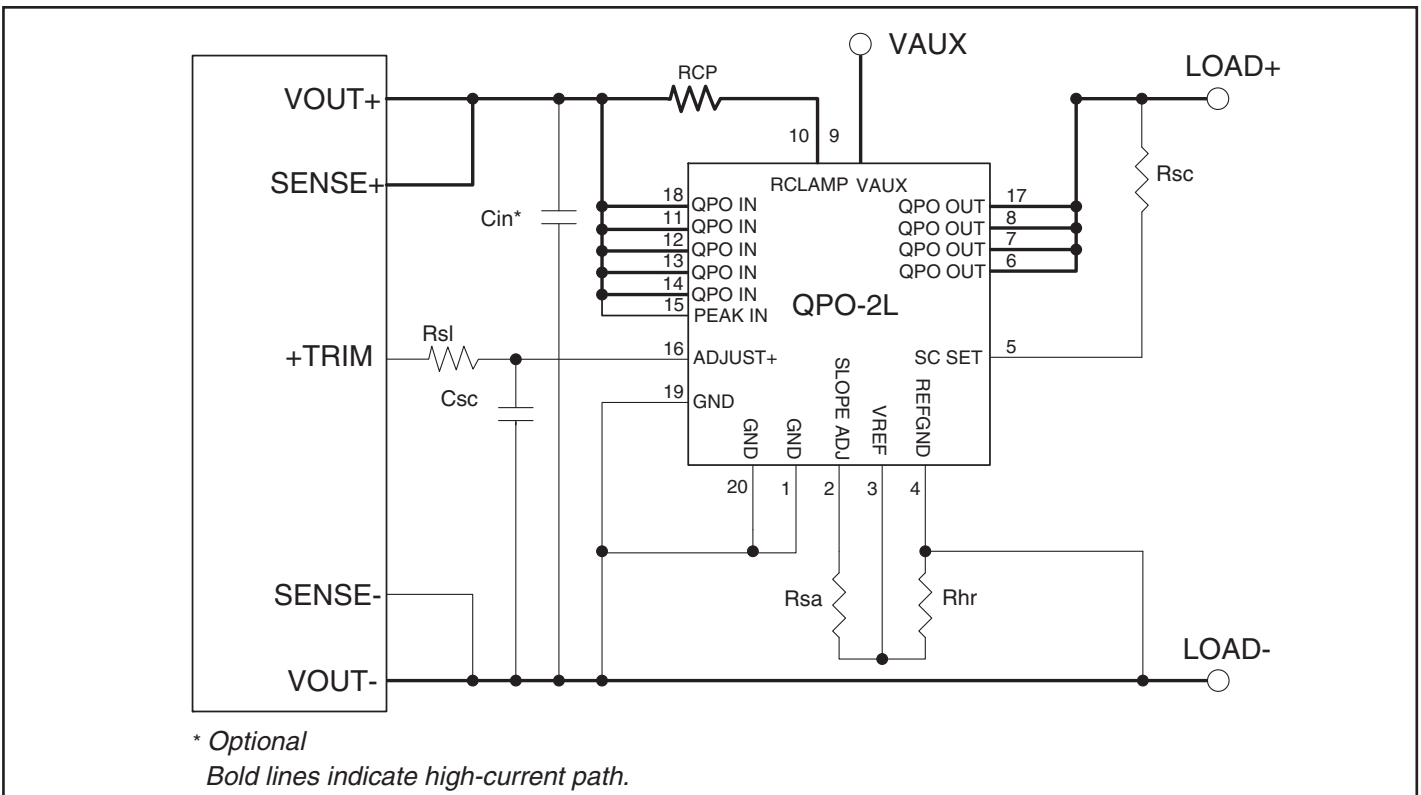 VAUX
LOAD+
VOUT+
RCP
10 9
SENSE+
RCLAMP VAUX
Rsc
Cin*
18 QPO IN
11 QPO IN
12 QPO IN
13 QPO IN
14 QPO IN
15 PEAK IN
QPO OUT 17
QPO OUT 8
QPO OUT 7
QPO OUT 6
QPO-2L
+TRIM
Rsl
16 ADJUST+
SC SET 5
Csc
19 GND
GND
GND
SLOPE ADJ
VREF
REFGND
20 1 2 3 4
SENSE-
Rsa
Rhr
VOUT-
LOAD-
* Optional
Bold lines indicate high-current path.